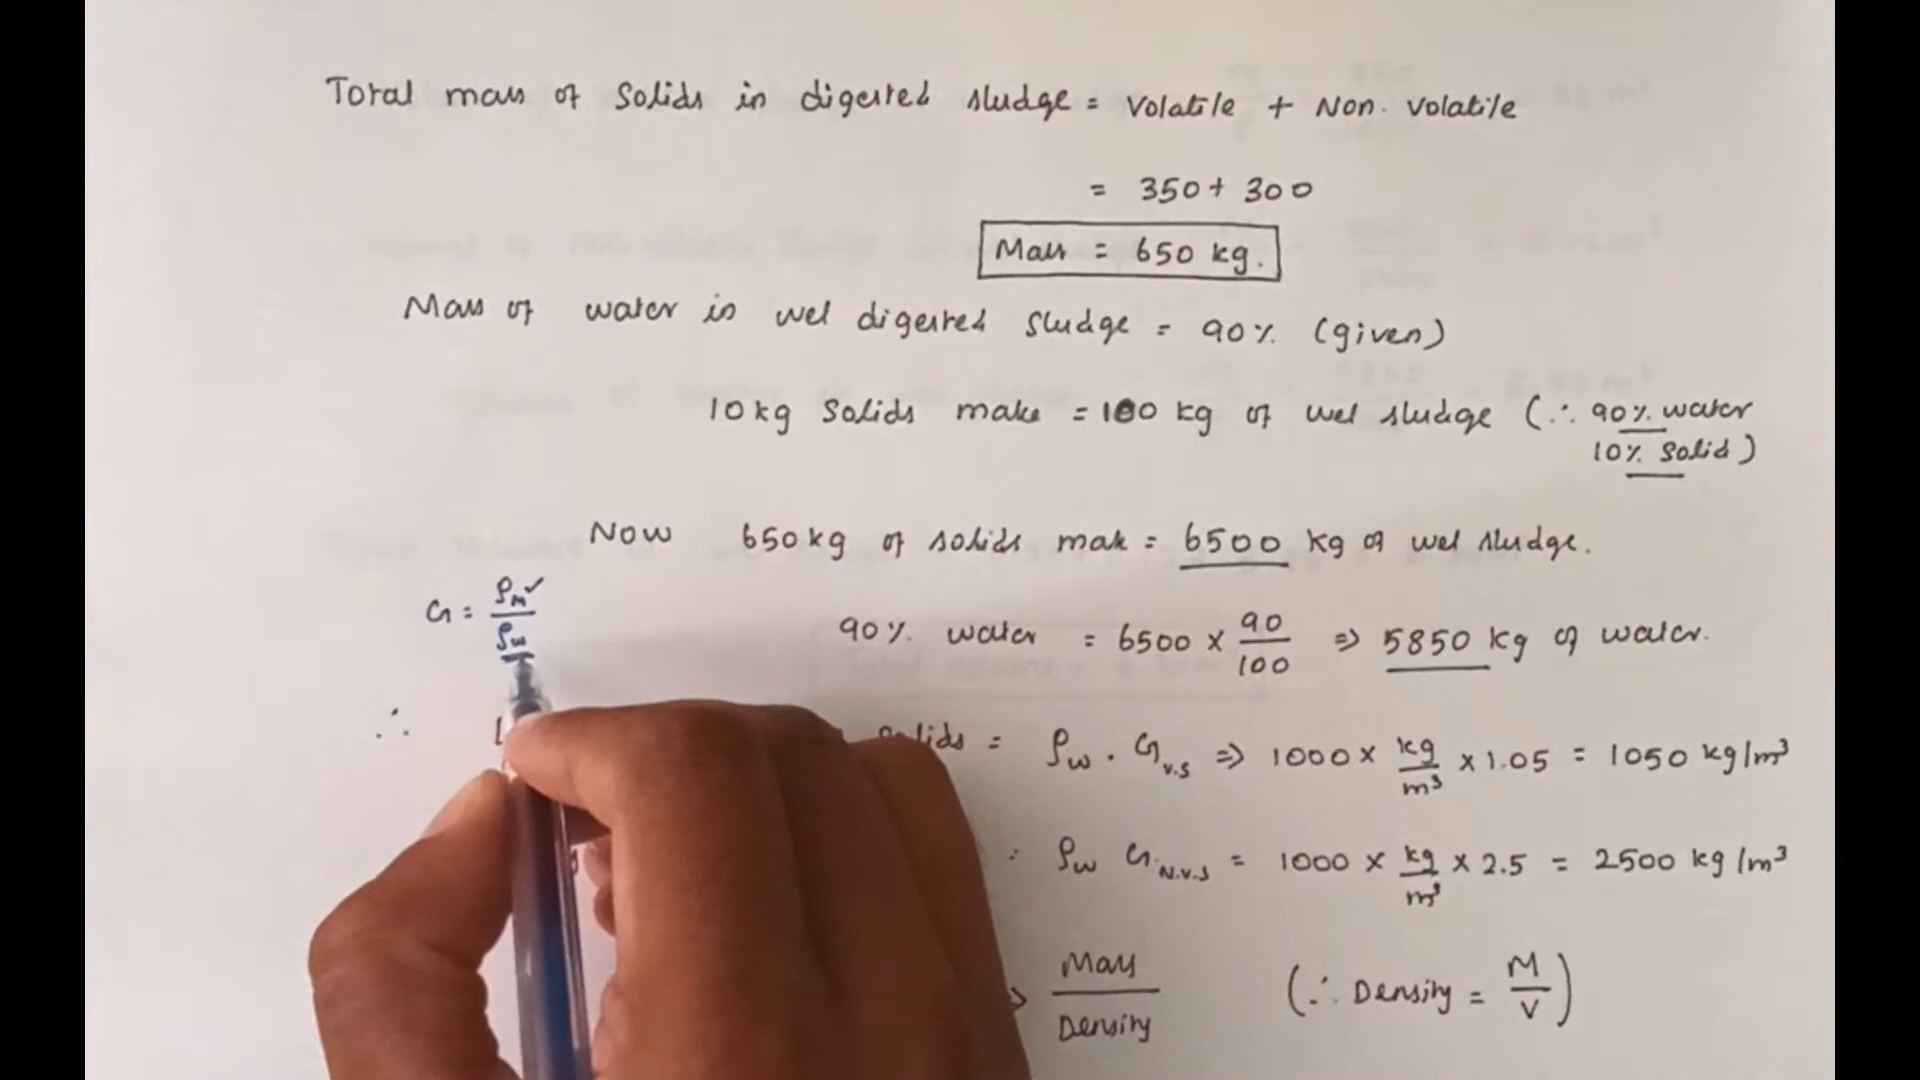 Total mass of Solids in digested sludge = Volatile + Non. Volatile
= 350 + 300
Mass = 650 kg.
Mass of water in wet digested sludge = 90% (given)
10 kg Solids make = 100 kg of wet sludge (∵ 90% water
10% Solid)
Now 650 kg of solids mak = 6500 kg of wet sludge.
G = ρm/ρw ✓
90% water = 6500 × 90/100 ⇒ 5850 kg of water.
∴ solids = ρw . G v.s ⇒ 1000 × kg/m³ × 1.05 = 1050 kg/m³
ρw G N.V.S = 1000 × kg/m³ × 2.5 = 2500 kg/m³
Mass/Density (∵ Density = M/V)